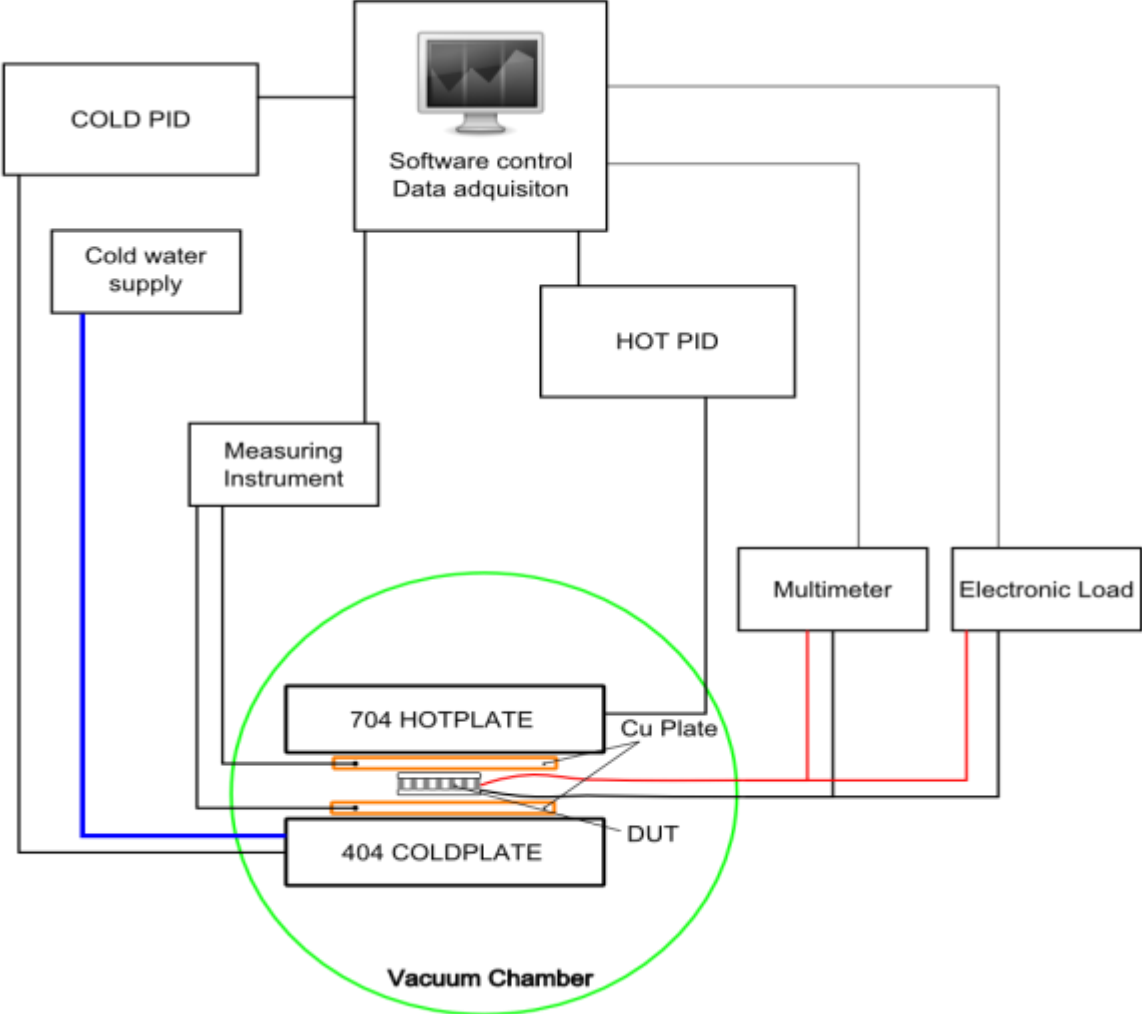 COLD PID
Software control
Data adquisiton
Cold water
supply
HOT PID
Measuring
Instrument
Multimeter
Electronic Load
704 HOTPLATE
Cu Plate
DUT
404 COLDPLATE
Vacuum Chamber